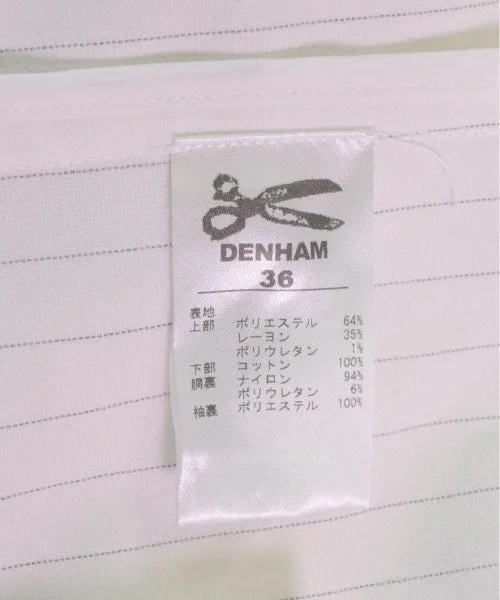 DENHAM
36
表地
上部 ポリエステル 64%
レーヨン 35%
ポリウレタン 1%
下部 コットン 100%
胴裏 ナイロン 94%
ポリウレタン 6%
袖裏 ポリエステル 100%